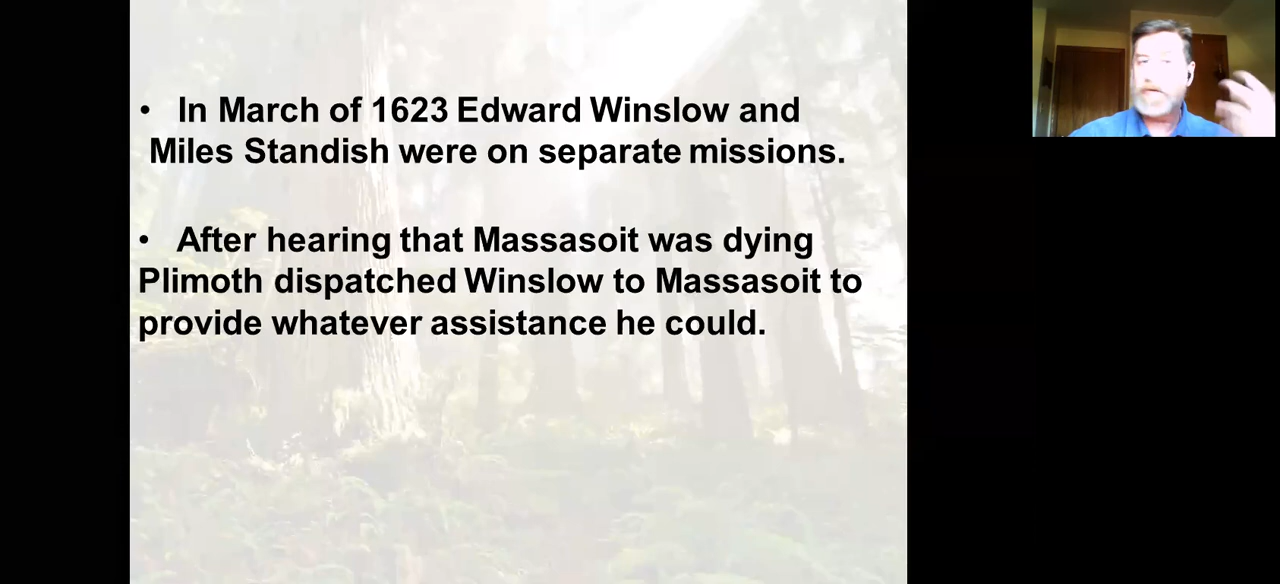 • In March of 1623 Edward Winslow and
Miles Standish were on separate missions.
• After hearing that Massasoit was dying
Plimoth dispatched Winslow to Massasoit to
provide whatever assistance he could.